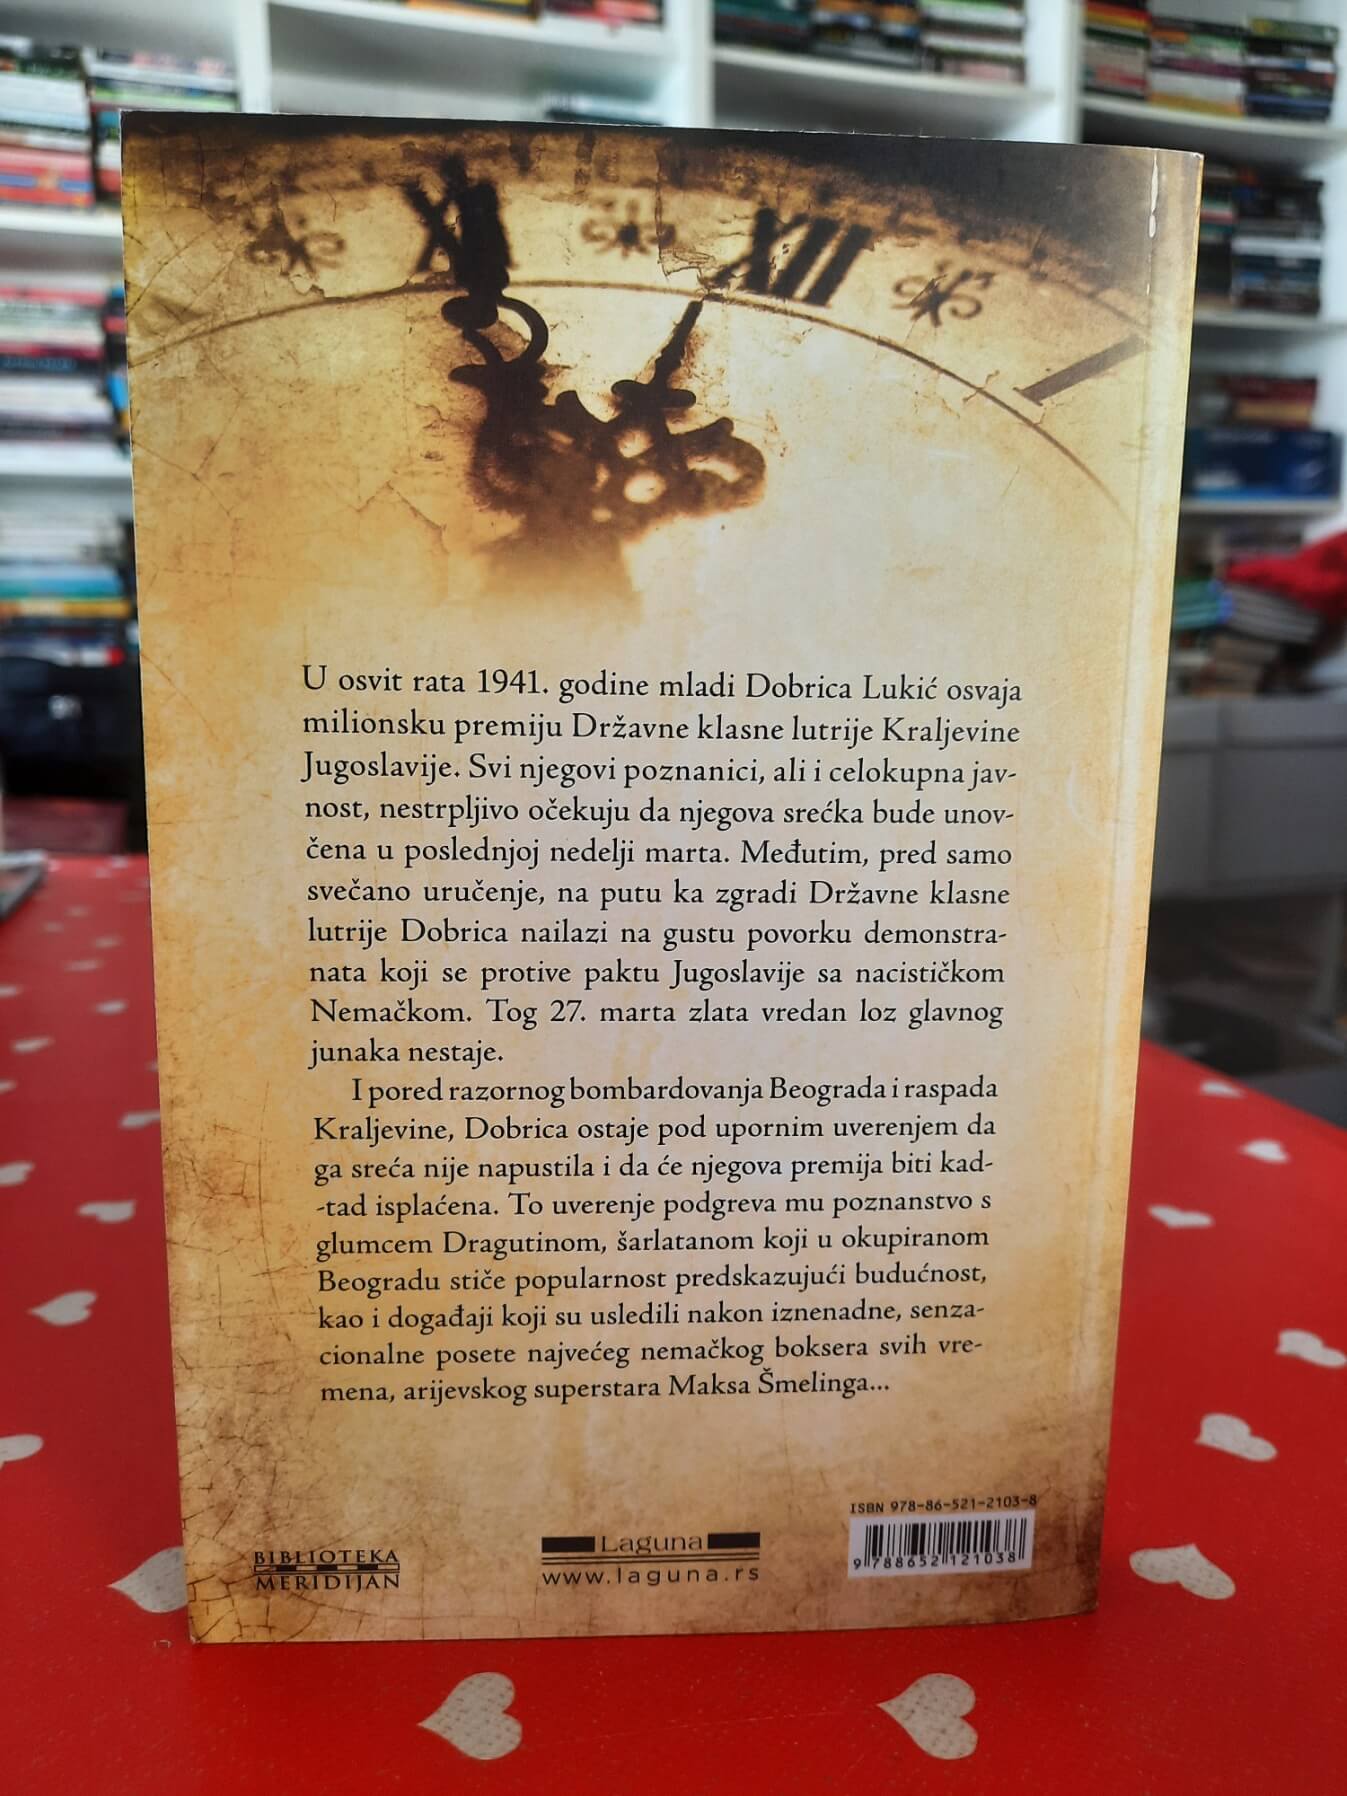 XI
XII
I
U osvit rata 1941. godine mladi Dobrica Lukić osvaja
milionsku premiju Državne klasne lutrije Kraljevine
Jugoslavije. Svi njegovi poznanici, ali i celokupna jav-
nost, nestrpljivo očekuju da njegova srećka bude unov-
čena u poslednjoj nedelji marta. Međutim, pred samo
svečano uručenje, na putu ka zgradi Državne klasne
lutrije Dobrica nailazi na gustu povorku demonstra-
nata koji se protive paktu Jugoslavije sa nacističkom
Nemačkom. Tog 27. marta zlata vredan loz glavnog
junaka nestaje.
I pored razornog bombardovanja Beograda i raspada
Kraljevine, Dobrica ostaje pod upornim uverenjem da
ga sreća nije napustila i da će njegova premija biti kad-
-tad isplaćena. To uverenje podgreva mu poznanstvo s
glumcem Dragutinom, šarlatanom koji u okupiranom
Beogradu stiče popularnost predskazujući budućnost,
kao i događaji koji su usledili nakon iznenadne, senza-
cionalne posete najvećeg nemačkog boksera svih vre-
mena, arijevskog superstara Maksa Šmelinga...
BIBLIOTEKA
MERIDIJAN
Laguna
www.laguna.rs
ISBN 978-86-521-2103-8
9 788652 121038